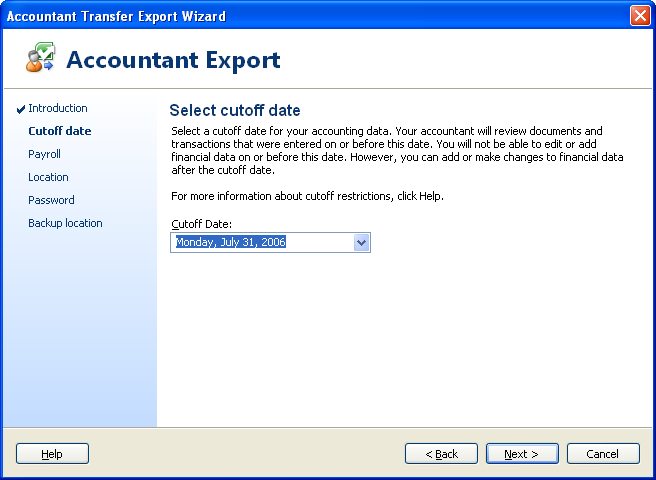 Accountant Transfer Export Wizard
Accountant Export
Introduction
Cutoff date
Payroll
Location
Password
Backup location
Select cutoff date
Select a cutoff date for your accounting data. Your accountant will review documents and
transactions that were entered on or before this date. You will not be able to edit or add
financial data on or before this date. However, you can add or make changes to financial data
after the cutoff date.
For more information about cutoff restrictions, click Help.
Cutoff Date:
Monday, July 31, 2006
Help
< Back
Next >
Cancel